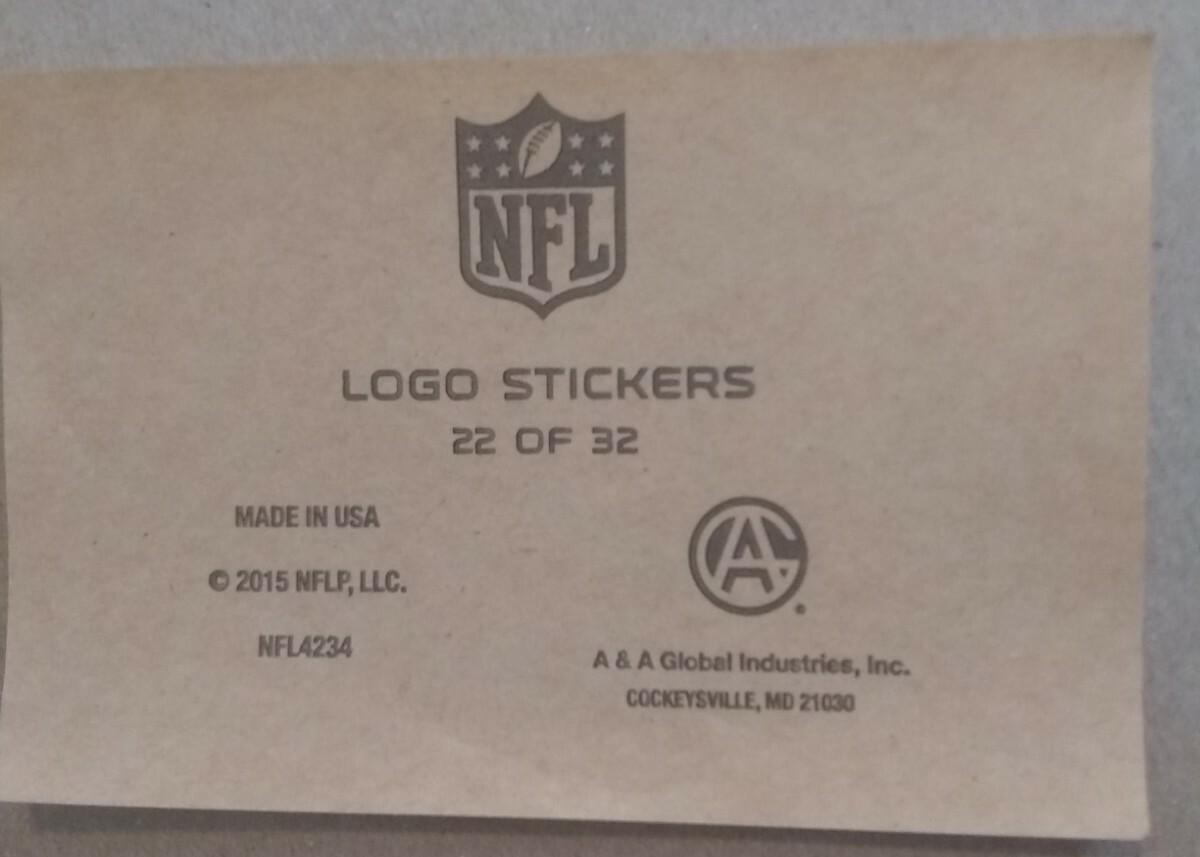 NFL
LOGO STICKERS
22 OF 32
MADE IN USA
© 2015 NFLP, LLC.
NFL4234
A & A Global Industries, Inc.
COCKEYSVILLE, MD 21030